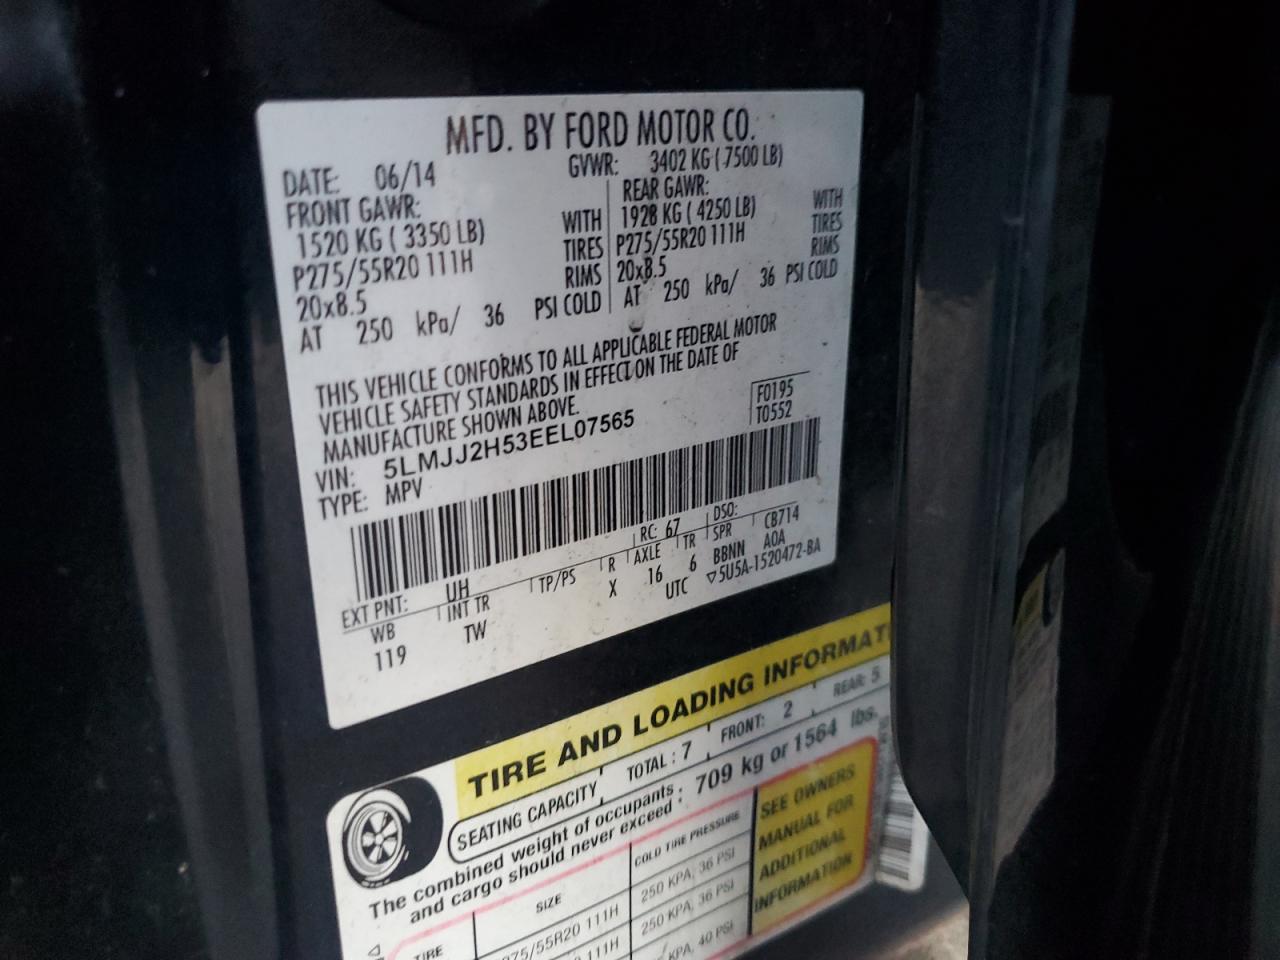 MFD. BY FORD MOTOR CO.
DATE: 06/14 GVWR: 3402 KG ( 7500 LB)
FRONT GAWR: REAR GAWR:
1520 KG ( 3350 LB) WITH 1928 KG ( 4250 LB) WITH
P275/55R20 111H TIRES P275/55R20 111H TIRES
20x8.5 RIMS 20x8.5 RIMS
AT 250 kPa/ 36 PSI COLD AT 250 kPa/ 36 PSI COLD
THIS VEHICLE CONFORMS TO ALL APPLICABLE FEDERAL MOTOR
VEHICLE SAFETY STANDARDS IN EFFECT ON THE DATE OF
MANUFACTURE SHOWN ABOVE.
VIN: 5LMJJ2H53EEL07565 F0195
TYPE: MPV T0552
EXT PNT: UH RC: 67 DSO:
WB INT TR TP/PS R AXLE TR SPR CB714
119 TW X 16 6 BBNN A0A
UTC ▽5U5A-1520472-BA
TIRE AND LOADING INFORMAT
SEATING CAPACITY TOTAL : 7 FRONT: 2 REAR: 5
The combined weight of occupants
and cargo should never exceed : 709 kg or 1564 lbs.
TIRE SIZE COLD TIRE PRESSURE
275/55R20 111H 250 KPA, 36 PSI
111H 250 KPA, 36 PSI
KPA, 40 PSI
SEE OWNERS
MANUAL FOR
ADDITIONAL
INFORMATION